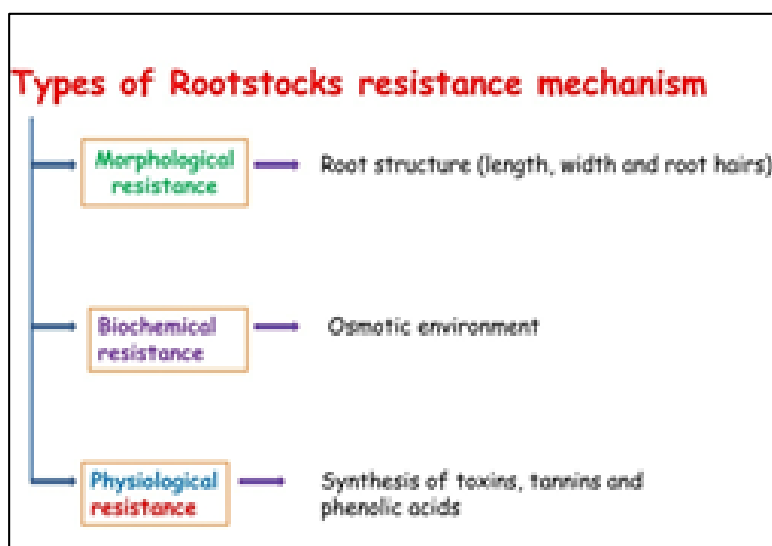 Types of Rootstocks resistance mechanism
Morphological
resistance
Root structure (length, width and root hairs)
Biochemical
resistance
Osmotic environment
Physiological
resistance
Synthesis of toxins, tannins and
phenolic acids